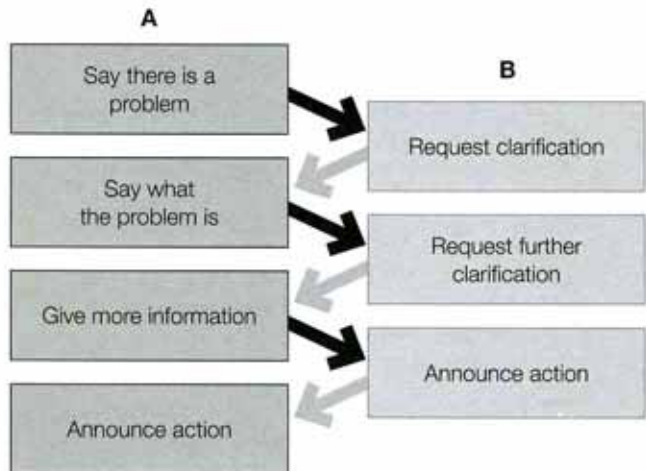 A
Say there is a
problem
B
Request clarification
Say what
the problem is
Request further
clarification
Give more information
Announce action
Announce action